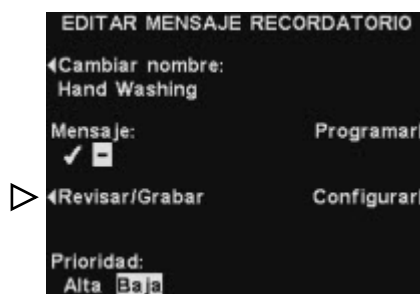 EDITAR MENSAJE RECORDATORIO
Cambiar nombre:
Hand Washing
Mensaje: Programar
✓ –
Revisar/Grabar Configurar
Prioridad:
Alta Baja